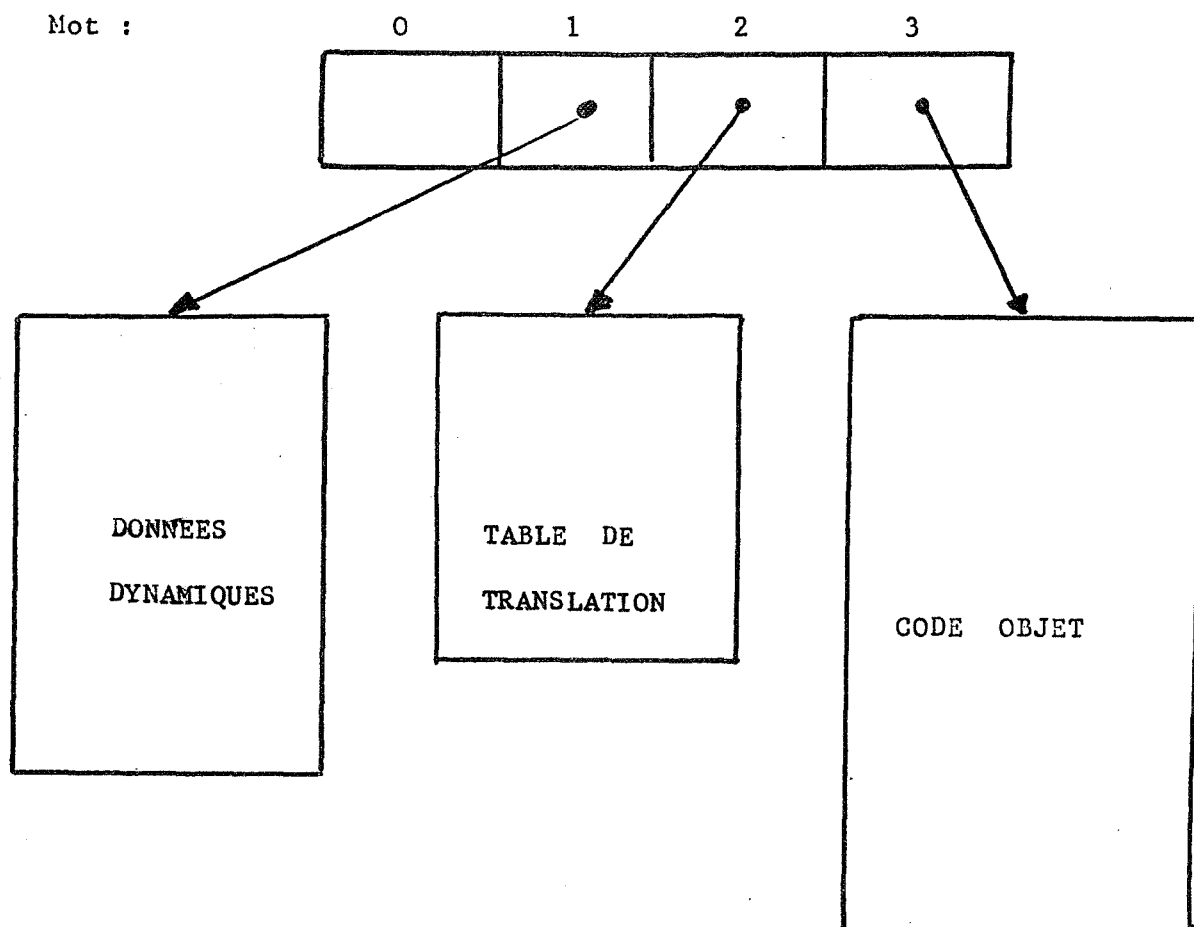 Mot : 0 1 2 3
DONNEES
DYNAMIQUES
TABLE DE
TRANSLATION
CODE OBJET